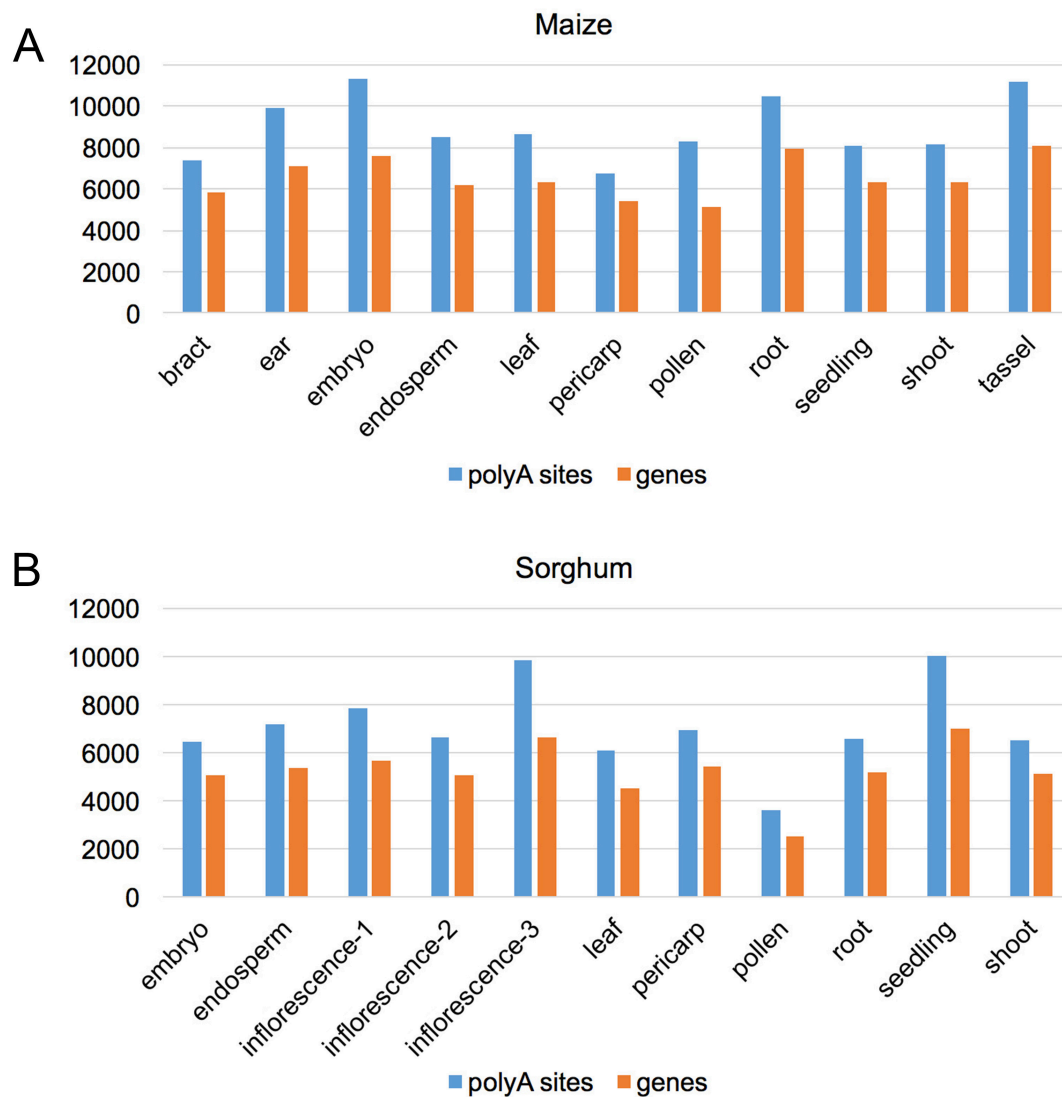 A
Maize
12000
10000
8000
6000
4000
2000
0
bract
ear
embryo
endosperm
leaf
pericarp
pollen
root
seedling
shoot
tassel
polyA sites genes
B
Sorghum
12000
10000
8000
6000
4000
2000
0
embryo
endosperm
inflorescence-1
inflorescence-2
inflorescence-3
leaf
pericarp
pollen
root
seedling
shoot
polyA sites genes